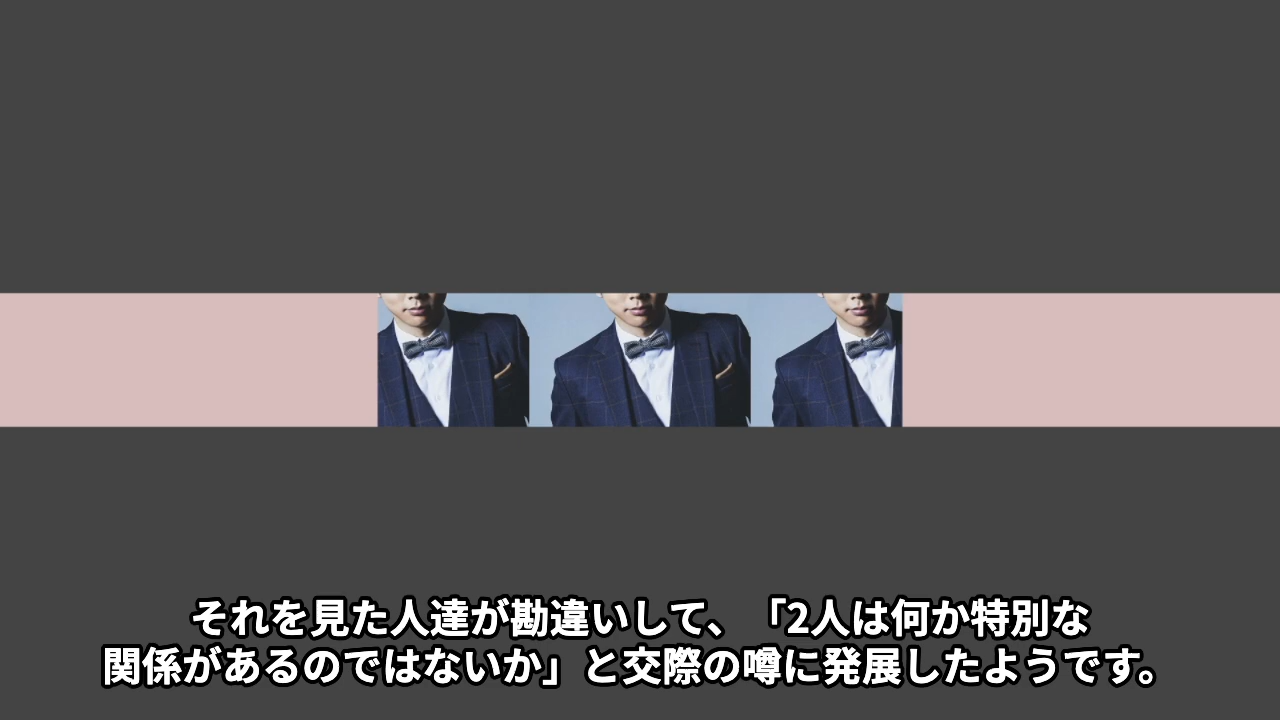 それを見た人達が勘違いして、「2人は何か特別な
関係があるのではないか」と交際の噂に発展したようです。